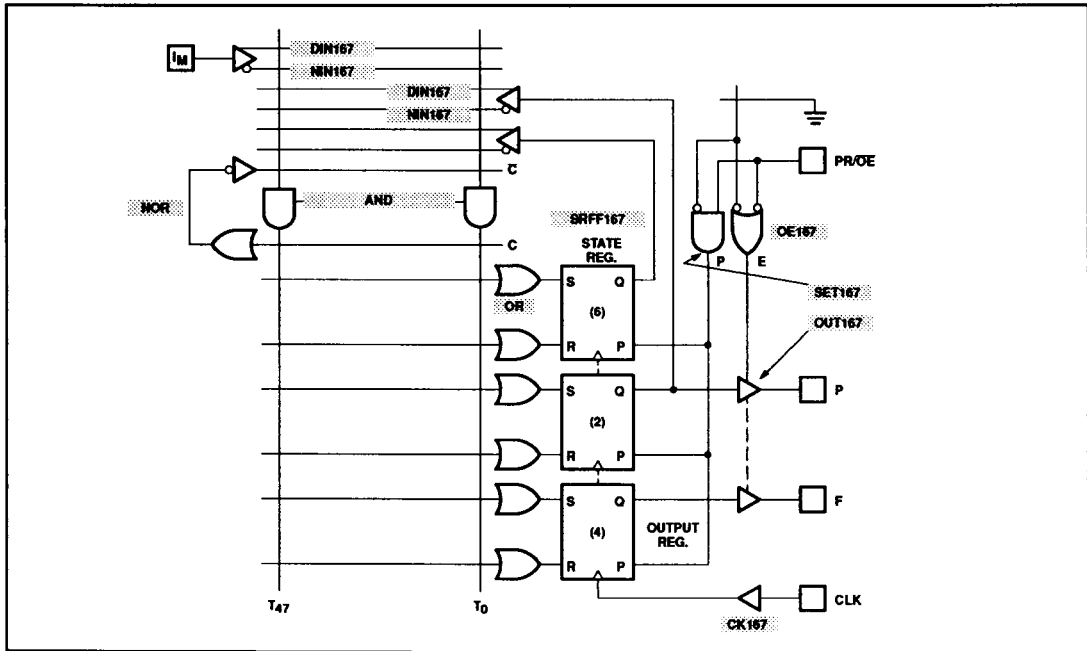 IM
DIN167
NIN167
DIN167
NIN167
C̅
PR/O̅E̅
NOR
AND
SRFF167
STATE
REG.
OE167
C
P
E
SET167
OR
OUT167
S
Q
(6)
R
P
S
Q
P
(2)
R
P
S
Q
F
(4)
OUTPUT
REG.
R
P
T47
T0
CLK
CK167